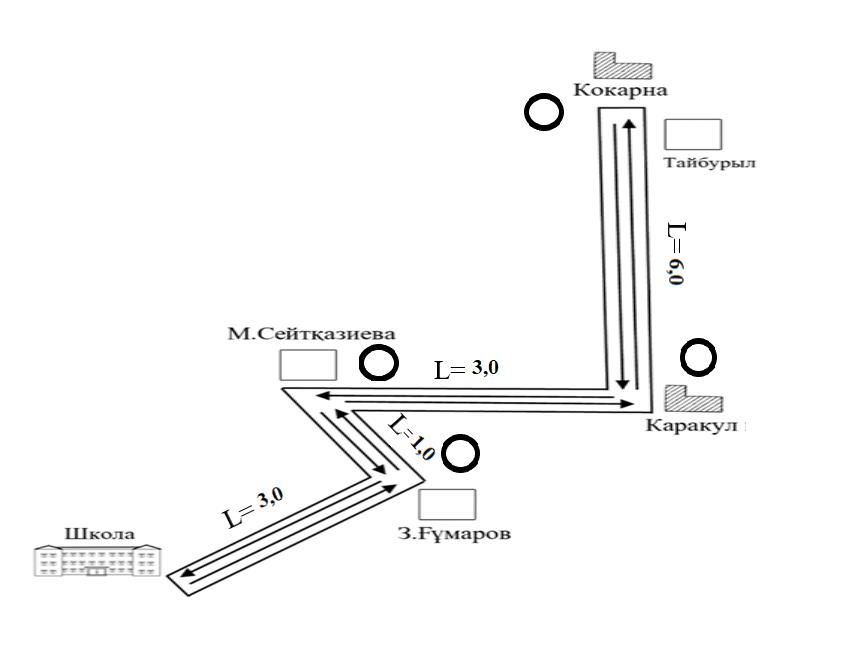 Кокарна
Тайбурыл
L= 6,0
М.Сейтқазиева
L= 3,0
Каракул
L=1,0
L= 3,0
З.Ғұмаров
Школа